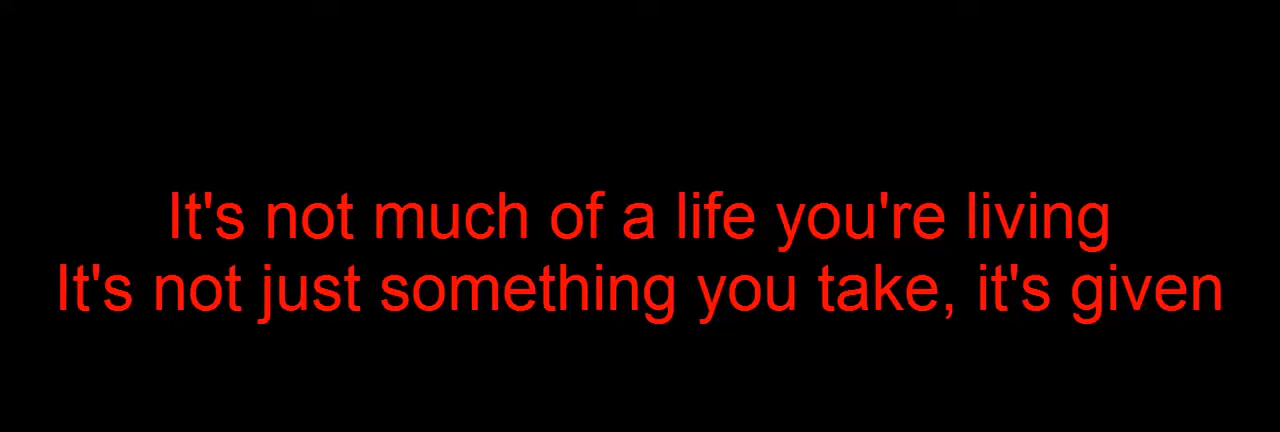 It's not much of a life you're living
It's not just something you take, it's given